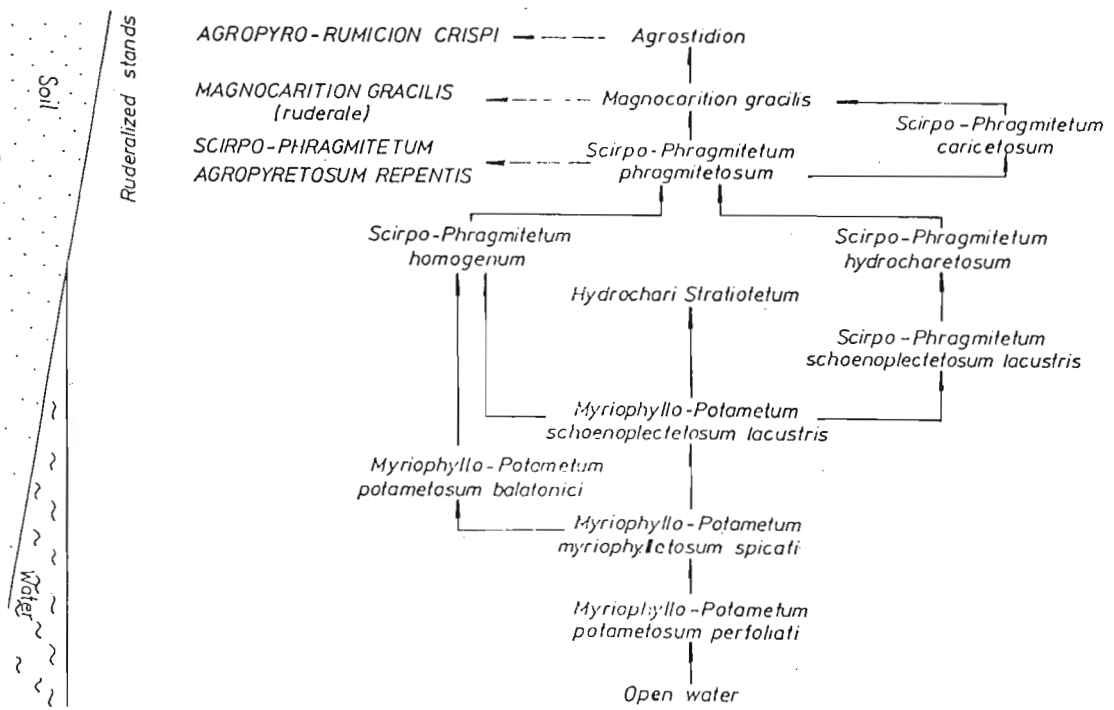 Soil
Ruderalized stands
AGROPYRO-RUMICION CRISPI
Agrostidion
MAGNOCARITION GRACILIS
(ruderale)
Magnocarition gracilis
Scirpo-Phragmitetum
caricetosum
SCIRPO-PHRAGMITETUM
AGROPYRETOSUM REPENTIS
Scirpo-Phragmitetum
phragmitetosum
Scirpo-Phragmitetum
homogenum
Scirpo-Phragmitetum
hydrocharetosum
Hydrochari Stratiotetum
Scirpo-Phragmitetum
schoenoplectetosum lacustris
Myriophyllo-Potametum
schoenoplectetosum lacustris
Myriophyllo-Potametum
potametosum balatonici
Myriophyllo-Potametum
myriophylletosum spicati
Water
Myriophyllo-Potametum
potametosum perfoliati
Open water